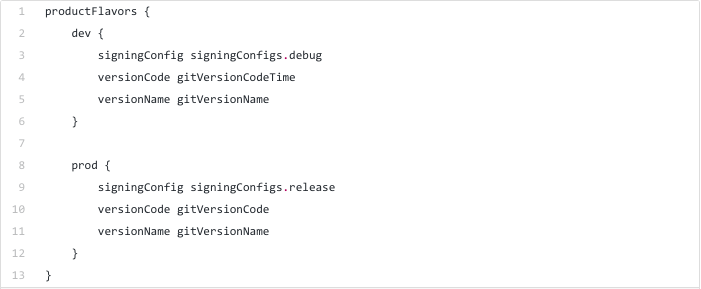 1 productFlavors {
2     dev {
3         signingConfig signingConfigs.debug
4         versionCode gitVersionCodeTime
5         versionName gitVersionName
6     }
7
8     prod {
9         signingConfig signingConfigs.release
10         versionCode gitVersionCode
11         versionName gitVersionName
12     }
13 }